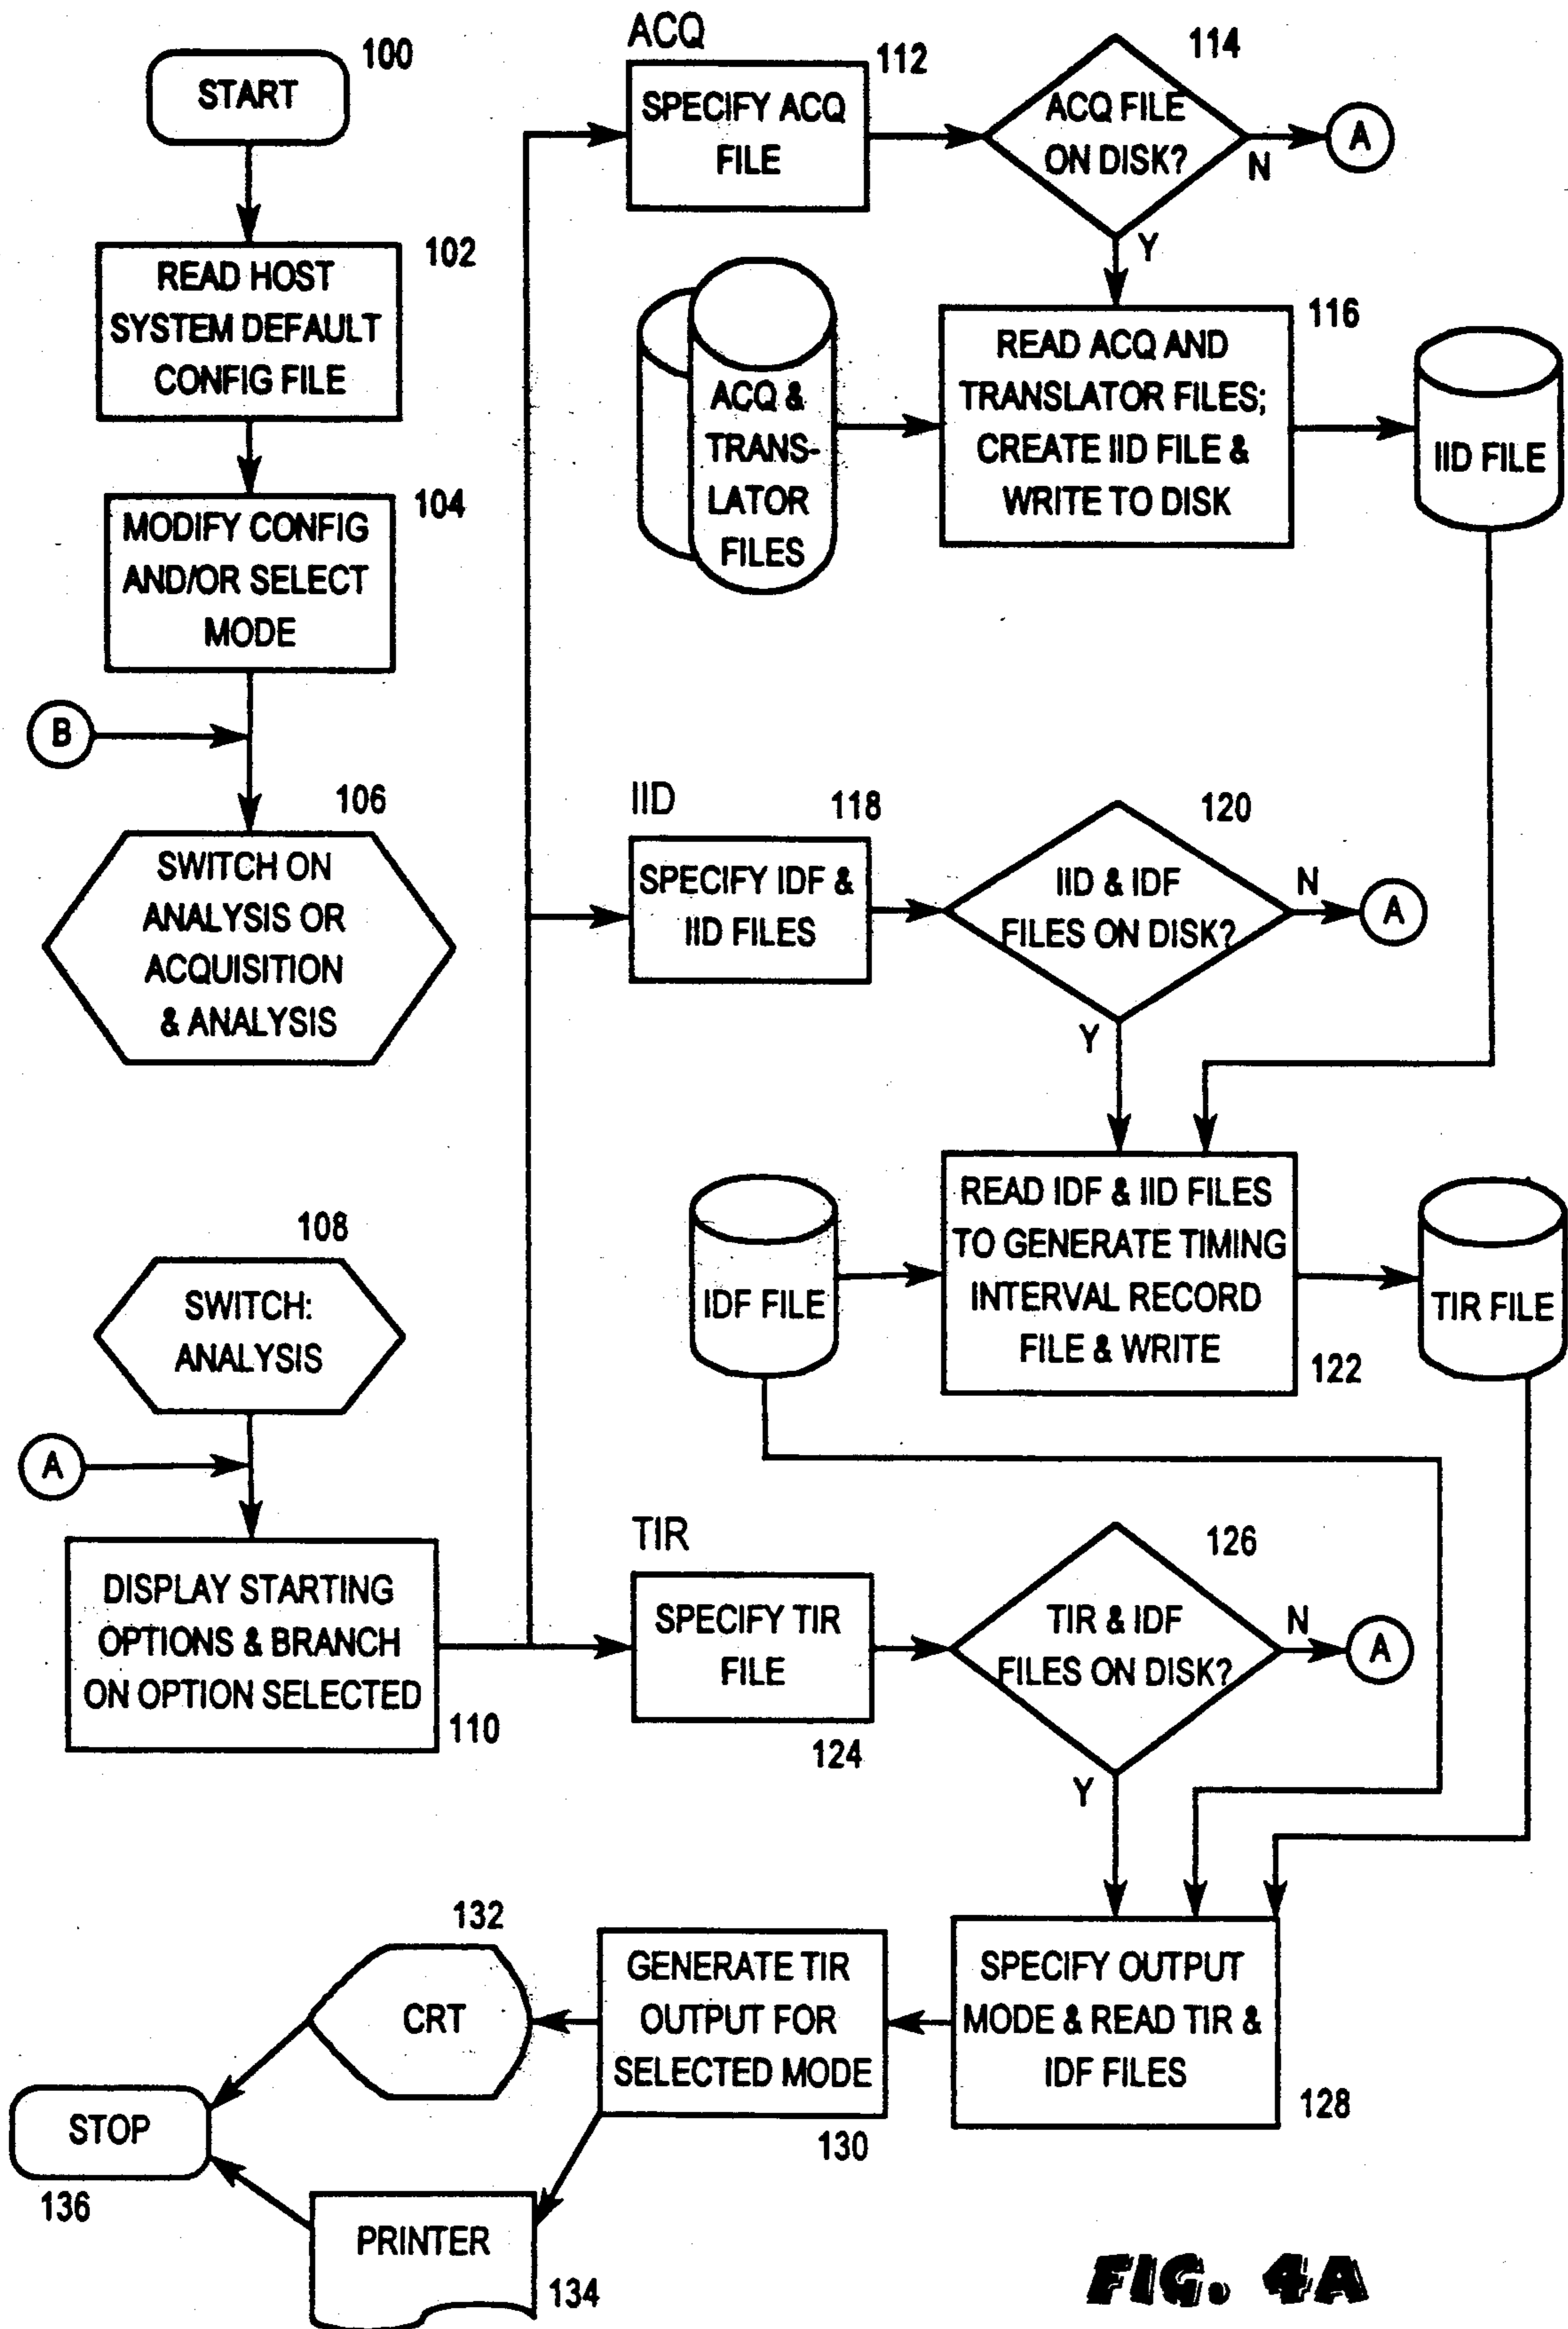 START
100
READ HOST
SYSTEM DEFAULT
CONFIG FILE
102
MODIFY CONFIG
AND/OR SELECT
MODE
104
B
106
SWITCH ON
ANALYSIS OR
ACQUISITION
& ANALYSIS
108
SWITCH:
ANALYSIS
A
DISPLAY STARTING
OPTIONS & BRANCH
ON OPTION SELECTED
110
ACQ
112
SPECIFY ACQ
FILE
114
ACQ FILE
ON DISK?
N
A
Y
ACQ &
TRANS-
LATOR
FILES
116
READ ACQ AND
TRANSLATOR FILES;
CREATE IID FILE &
WRITE TO DISK
IID FILE
IID
118
SPECIFY IDF &
IID FILES
120
IID & IDF
FILES ON DISK?
N
A
Y
IDF FILE
READ IDF & IID FILES
TO GENERATE TIMING
INTERVAL RECORD
FILE & WRITE
122
TIR FILE
TIR
SPECIFY TIR
FILE
124
126
TIR & IDF
FILES ON DISK?
N
A
Y
SPECIFY OUTPUT
MODE & READ TIR &
IDF FILES
128
GENERATE TIR
OUTPUT FOR
SELECTED MODE
130
132
CRT
PRINTER
134
STOP
136
FIG. 4A